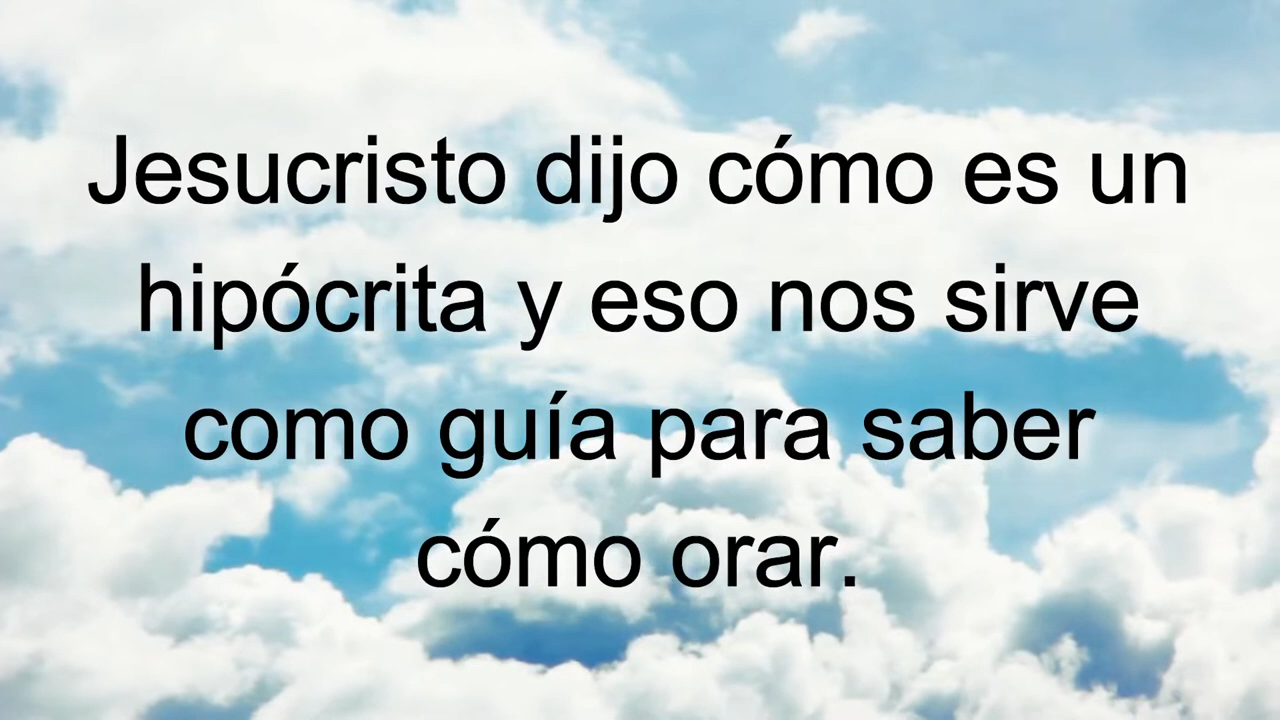 Jesucristo dijo cómo es un
hipócrita y eso nos sirve
como guía para saber
cómo orar.